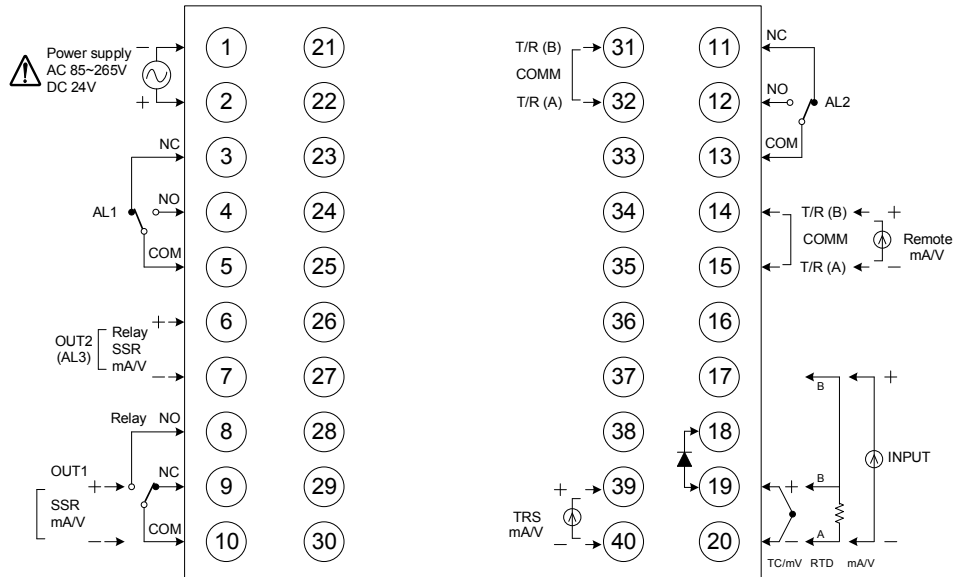 Power supply
AC 85~265V
DC 24V
−
+
1
21
2
22
NC
3
23
AL1
NO
4
24
COM
5
25
OUT2
(AL3)
Relay
SSR
mA/V
+
−
6
26
7
27
Relay NO
8
28
OUT1
SSR
mA/V
+
NC
9
29
−
COM
10
30
T/R (B)
COMM
T/R (A)
31
32
33
34
35
36
37
38
TRS
mA/V
+
−
39
40
11
NC
12
NO
AL2
13
COM
14
T/R (B)
+
COMM
Remote
mA/V
15
T/R (A)
−
16
17
B
+
18
INPUT
19
+
B
20
−
A
−
TC/mV RTD mA/V